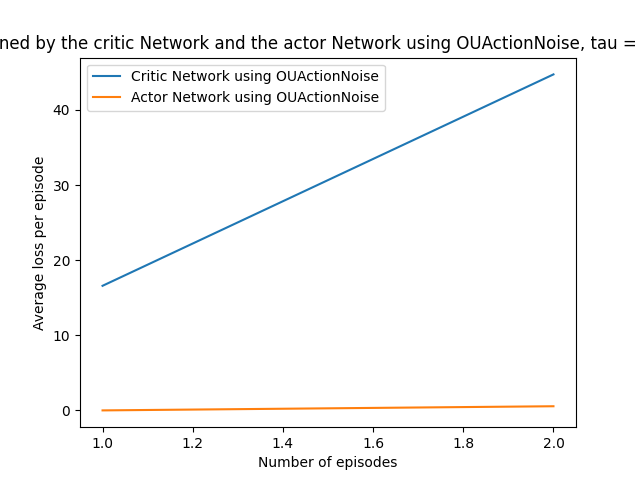 ned by the critic Network and the actor Network using OUActionNoise, tau =
Critic Network using OUActionNoise
Actor Network using OUActionNoise
Average loss per episode
40
30
20
10
0
1.0 1.2 1.4 1.6 1.8 2.0
Number of episodes